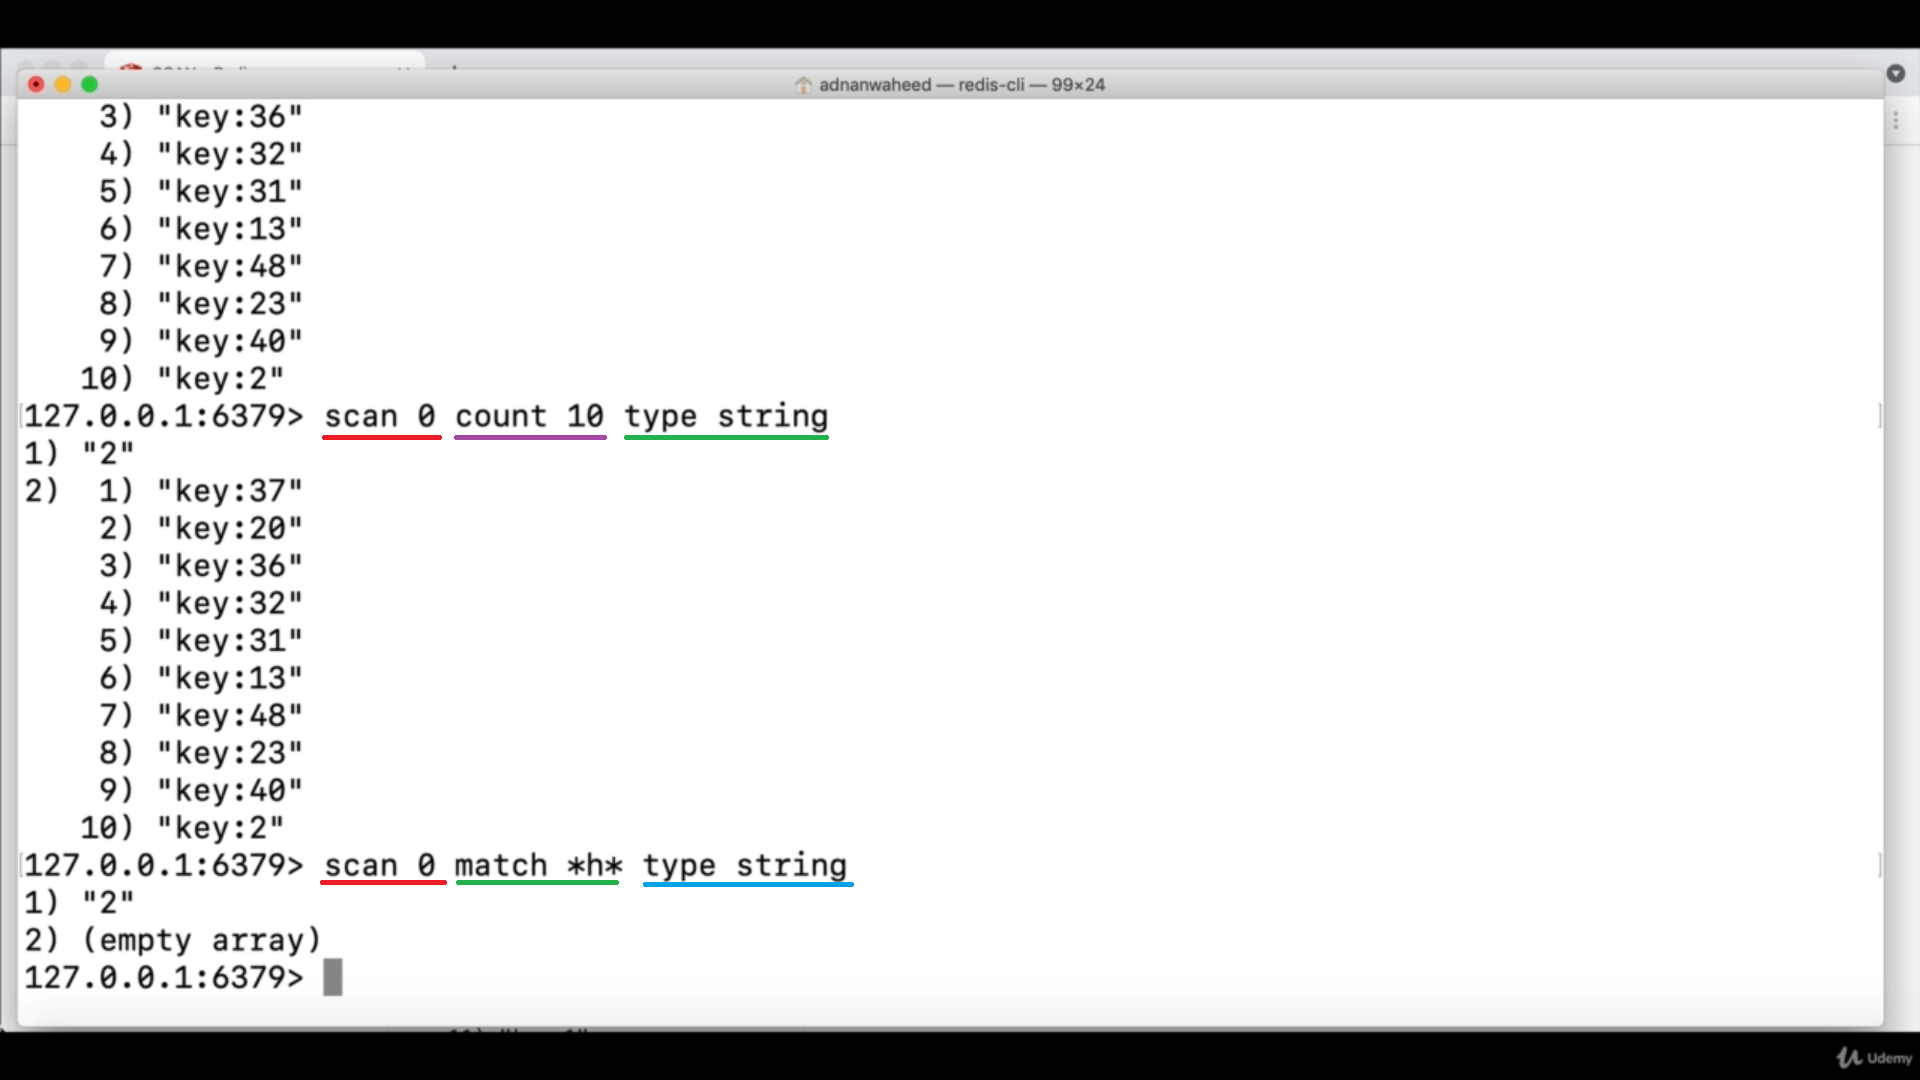 adnanwaheed — redis-cli — 99×24
3) "key:36"
4) "key:32"
5) "key:31"
6) "key:13"
7) "key:48"
8) "key:23"
9) "key:40"
10) "key:2"
127.0.0.1:6379> scan 0 count 10 type string
1) "2"
2) 1) "key:37"
2) "key:20"
3) "key:36"
4) "key:32"
5) "key:31"
6) "key:13"
7) "key:48"
8) "key:23"
9) "key:40"
10) "key:2"
127.0.0.1:6379> scan 0 match *h* type string
1) "2"
2) (empty array)
127.0.0.1:6379>
Udemy